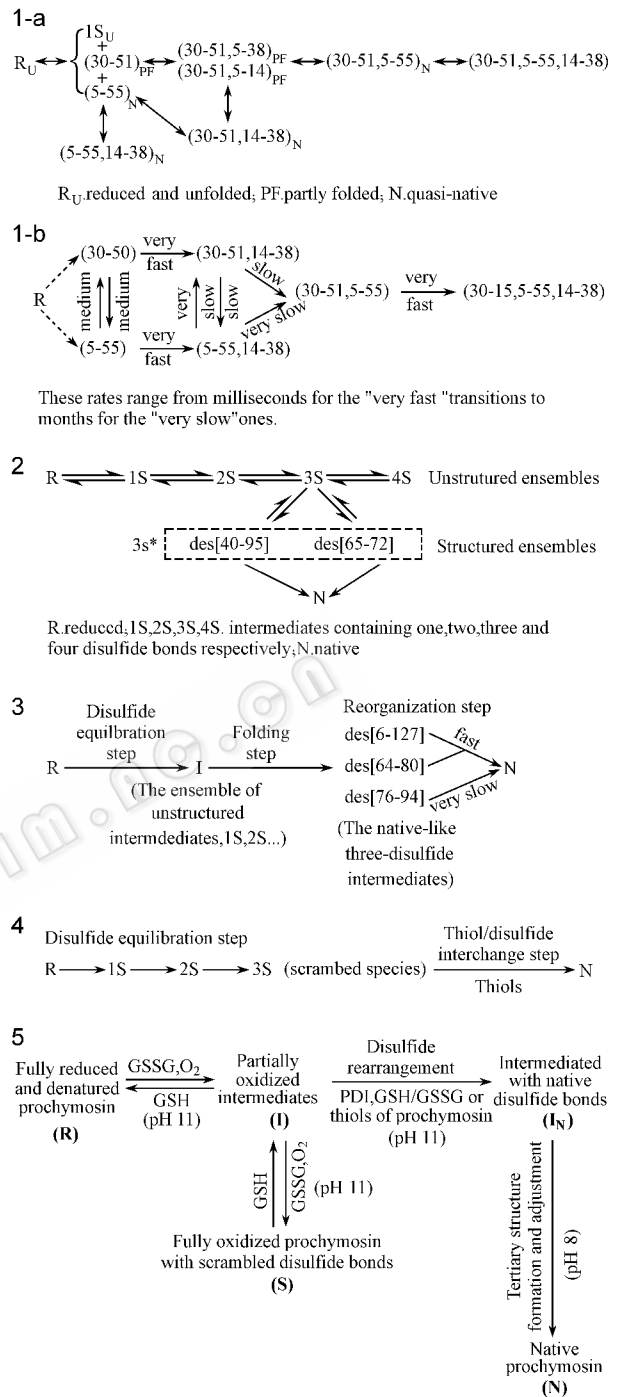 1-a
1S_U
+
R_U (30-51)_PF (30-51,5-38)_PF (30-51,5-14)_PF (30-51,5-55)_N (30-51,5-55,14-38)
+
(5-55)_N
(30-51,14-38)_N
(5-55,14-38)_N
R_U.reduced and unfolded; PF.partly folded; N.quasi-native
1-b
(30-50) very fast (30-51,14-38)
slow
R medium medium very slow slow (30-51,5-55) very fast (30-15,5-55,14-38)
very slow
(5-55) very fast (5-55,14-38)
These rates range from milliseconds for the "very fast "transitions to
months for the "very slow"ones.
2
R 1S 2S 3S 4S Unstrutured ensembles
3s* des[40-95] des[65-72] Structured ensembles
N
R.reduccd;1S,2S,3S,4S. intermediates containing one,two,three and
four disulfide bonds respectively;N.native
3
Disulfide
equilbration
step
Folding
step
Reorganization step
R I
(The ensemble of
unstructured
intermdediates,1S,2S...)
des[6-127]
des[64-80]
des[76-94]
fast
very slow
N
(The native-like
three-disulfide
intermediates)
4
Disulfide equilibration step
R 1S 2S 3S (scrambed species)
Thiol/disulfide
interchange step
Thiols
N
5
Fully reduced
and denatured
prochymosin
(R)
GSSG,O2
GSH
(pH 11)
Partially
oxidized
intermediates
(I)
Disulfide
rearrangement
PDI,GSH/GSSG or
thiols of prochymosin
(pH 11)
Intermediated
with native
disulfide bonds
(I_N)
GSH
GSSG,O2
(pH 11)
Fully oxidized prochymosin
with scrambled disulfide bonds
(S)
Tertiary structure
formation and adjustment
(pH 8)
Native
prochymosin
(N)
im.ac.cn